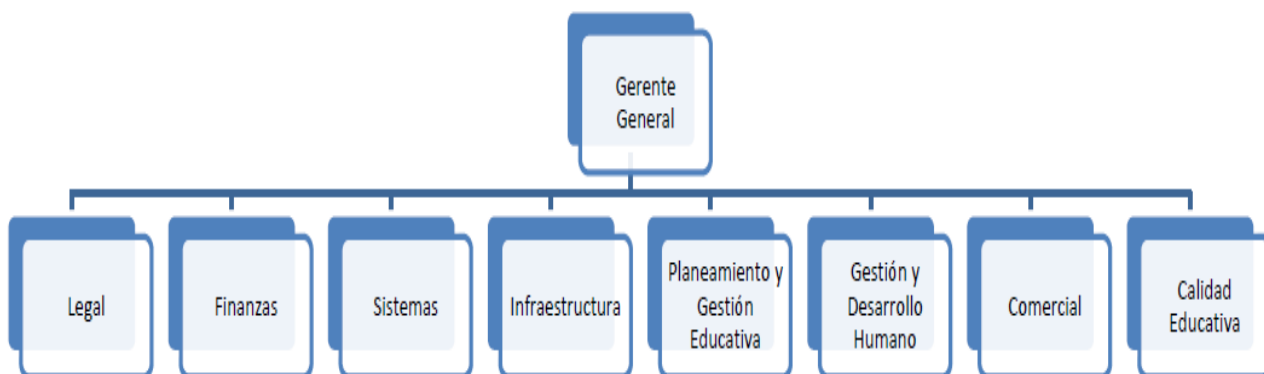 Gerente
General
Legal
Finanzas
Sistemas
Infraestructura
Planeamiento y
Gestión
Educativa
Gestión y
Desarrollo
Humano
Comercial
Calidad
Educativa